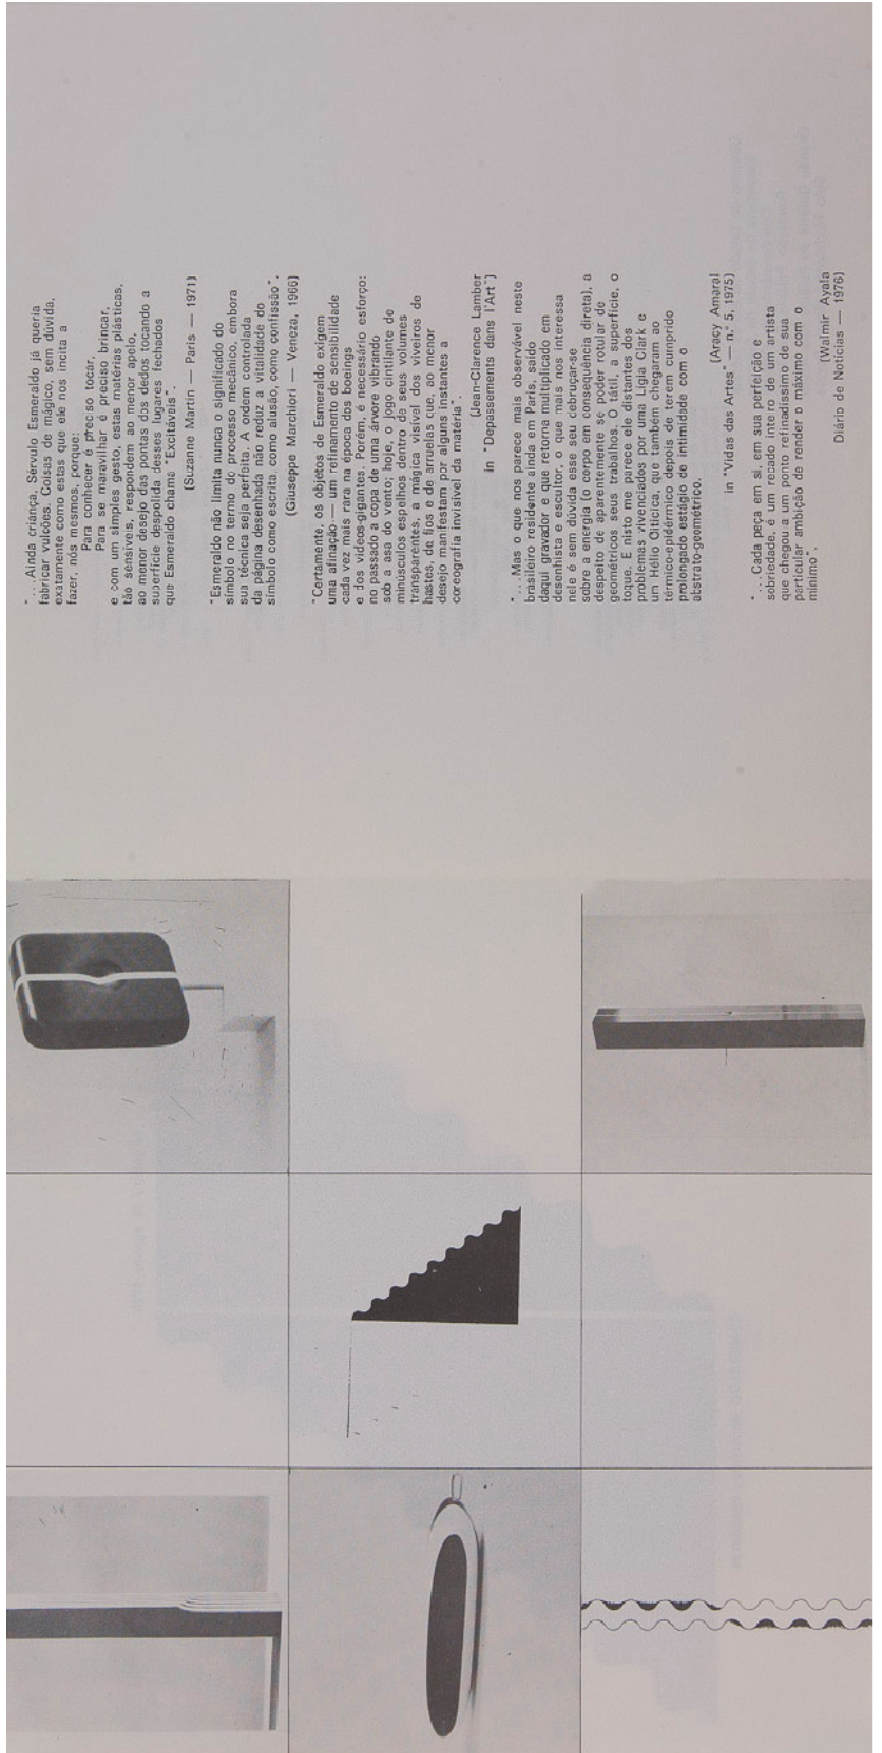 "...Ainda criança, Sérvulo Esmeraldo já queria
fabricar vulcões. Coisas de mágico, sem dúvida,
exatamente como estas que ele nos incita a
fazer, nós mesmos, porque:
Para conhecer é preciso tocar,
Para se maravilhar é preciso brincar,
e com um simples gesto, estas matérias plásticas,
tão sensíveis, respondem ao menor apelo,
ao menor desejo das pontas dos dedos tocando a
superfície despolida desses lugares fechados
que Esmeraldo chama "Excitáveis".
(Suzanne Martin — Paris — 1971)
"Esmeraldo não limita nunca o significado do
símbolo no termo do processo mecânico, embora
sua técnica seja perfeita. A ordem controlada
da página desenhada não reduz a vitalidade do
símbolo como escrita como alusão, como confissão".
(Giuseppe Marchiori — Veneza, 1966)
"Certamente, os objetos de Esmeraldo exigem
uma afinação — um refinamento de sensibilidade
cada vez mais rara na época dos boeings
e dos vídeos-gigantes. Porém, é necessário esforço:
no passado a copa de uma árvore vibrando
sob a asa do vento; hoje, o jogo cintilante de
minúsculos espelhos dentro de seus volumes
transparentes, a mágica visível dos viveiros de
hastes, de fios e de arruelas que, ao menor
desejo manifestam por alguns instantes a
coreografia invisível da matéria".
(Jean-Clarence Lamber
in "Depassements dans l'Art")
"...Mas o que nos parece mais observável neste
brasileiro residente ainda em Paris, saído
daqui gravador e que retorna multiplicado em
desenhista e escultor, o que mais nos interessa
nele é sem dúvida esse seu debruçar-se
sobre a energia (o corpo em consequência direta), a
despeito de aparentemente se poder rotular de
geométricos seus trabalhos. O tátil, a superfície, o
toque. E nisto me parece ele distantes dos
problemas vivenciados por uma Lígia Clark e
un Hélio Oiticica, que também chegaram ao
térmico-epidérmico depois de terem cumprido
prolongado estágio de intimidade com o
abstrato-geométrico.
(Aracy Amaral
in "Vidas das Artes" — n.º 5, 1975)
"...Cada peça em si, em sua perfeição e
sobriedade, é um recado inteiro de um artista
que chegou a um ponto refinadíssimo de sua
particular ambição de render o máximo com o
mínimo".
(Walmir Ayala
Diário de Notícias — 1976)